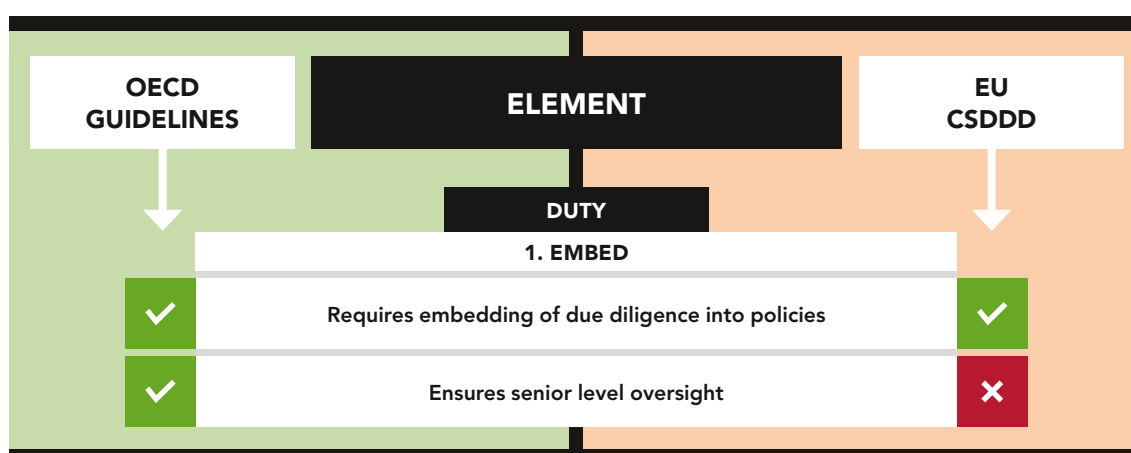 OECD
GUIDELINES
ELEMENT
EU
CSDDD
DUTY
1. EMBED
Requires embedding of due diligence into policies
Ensures senior level oversight